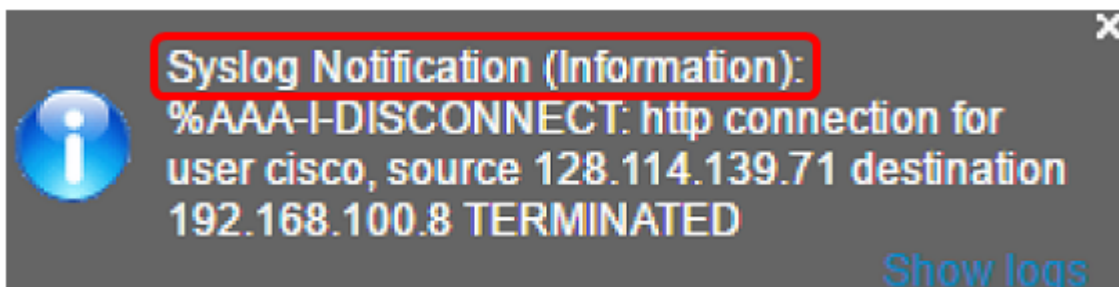 Syslog Notification (Information):
%AAA-I-DISCONNECT: http connection for
user cisco, source 128.114.139.71 destination
192.168.100.8 TERMINATED
Show logs